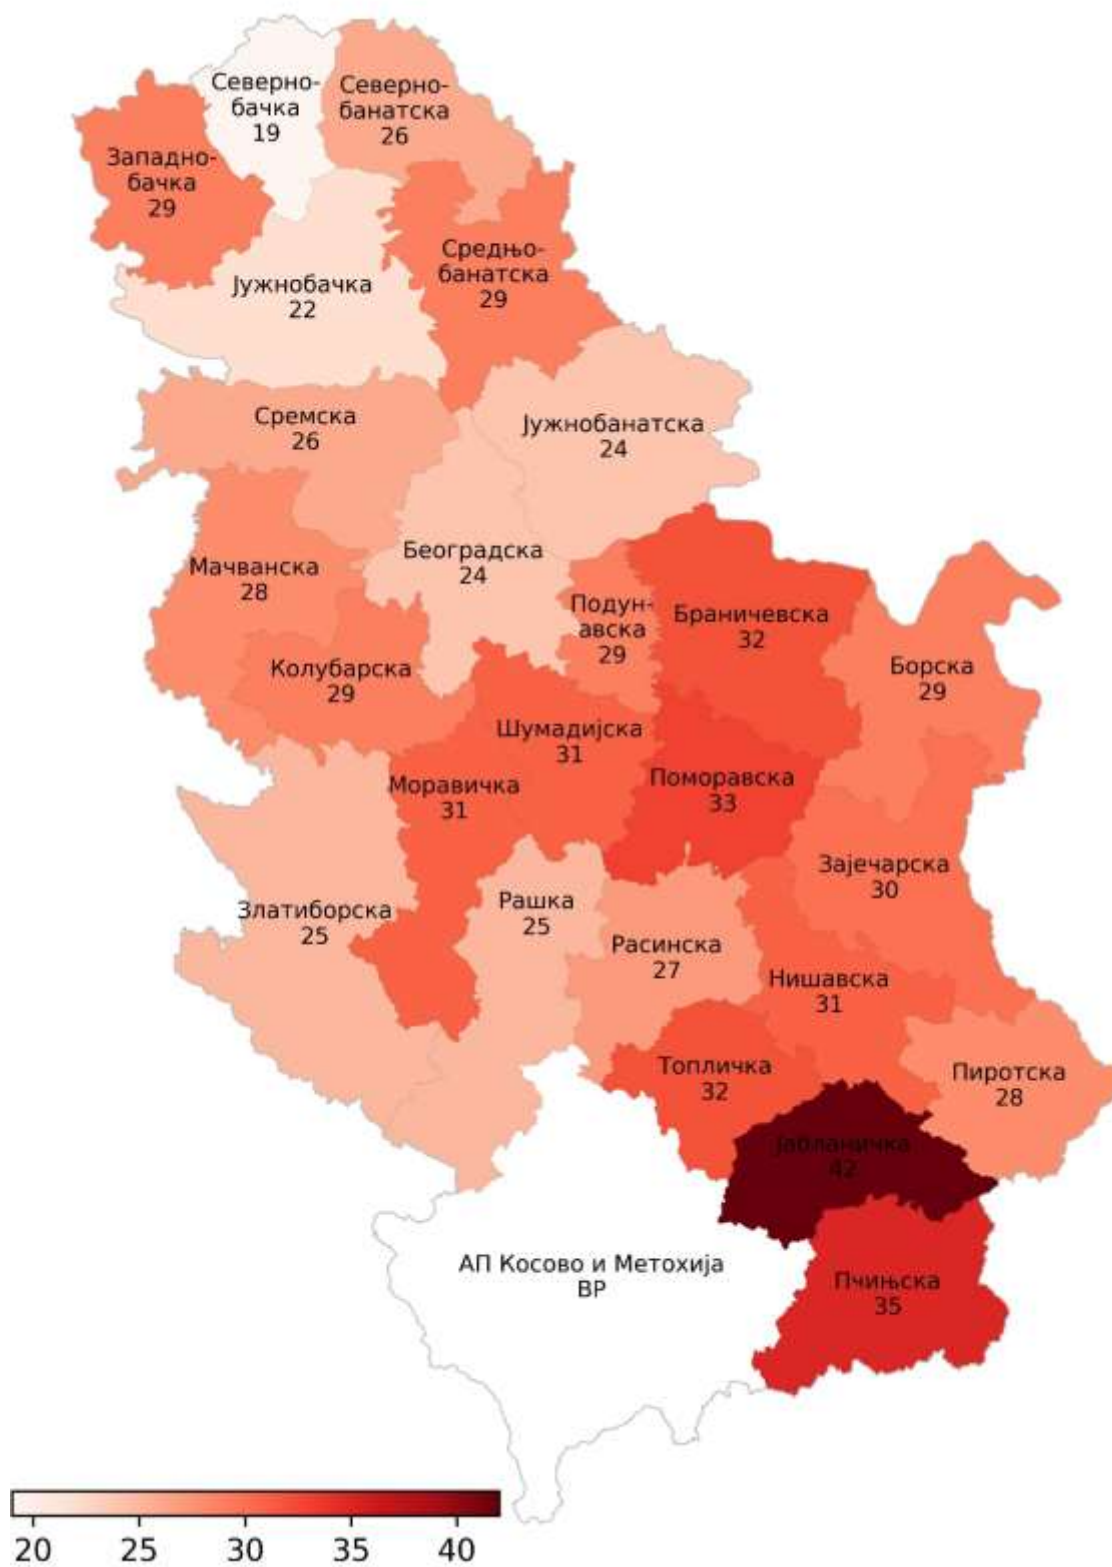 Северно-
бачка
19
Северно-
банатска
26
Западно-
бачка
29
Средњо-
банатска
29
Јужнобачка
22
Сремска
26
Јужнобанатска
24
Београдска
24
Мачванска
28
Подун-
авска
29
Браничевска
32
Борска
29
Колубарска
29
Шумадијска
31
Моравичка
31
Поморавска
33
Зајечарска
30
Златиборска
25
Рашка
25
Расинска
27
Нишавска
31
Топличка
32
Пиротска
28
Јабланичка
42
АП Косово и Метохија
ВР
Пчињска
35
20 25 30 35 40